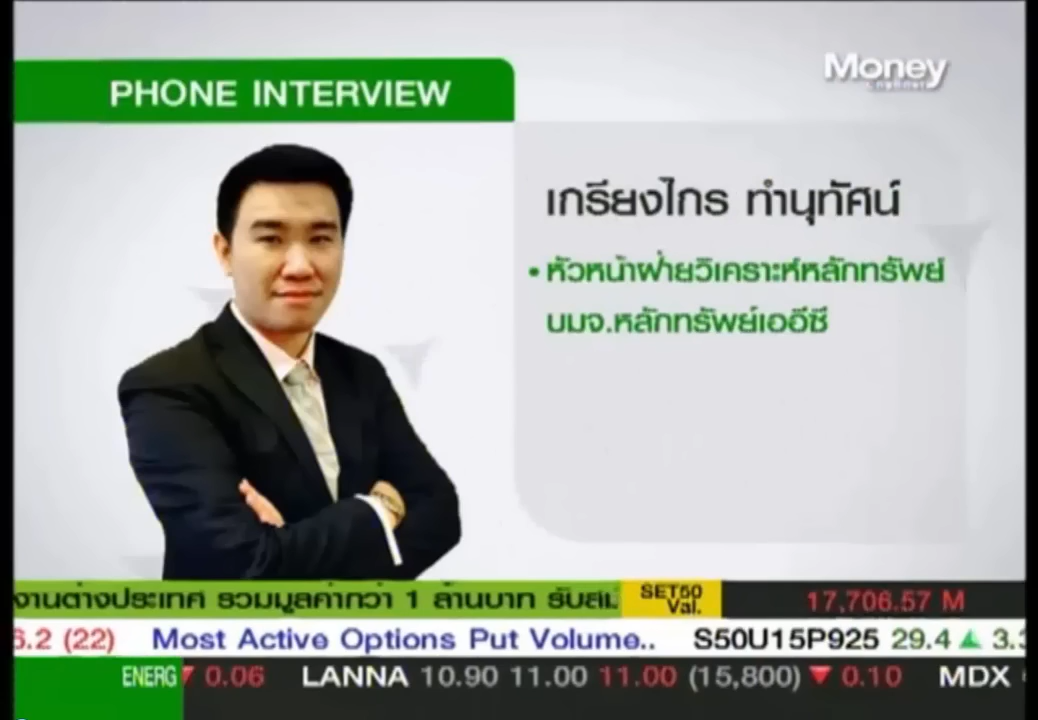 PHONE INTERVIEW
Money
Channel
เกรียงไกร ทำนุทัศน์
• หัวหน้าฝ่ายวิเคราะห์หลักทรัพย์
บมจ.หลักทรัพย์เออีซี
งานต่างประเทศ รวมมูลค่ากว่า 1 ล้านบาท รับสม
SET50 Val. 17,706.57 M
6.2 (22) Most Active Options Put Volume.. S50U15P925 29.4 ▲ 3.3
ENERG ▼ 0.06 LANNA 10.90 11.00 11.00 (15,800) ▼ 0.10 MDX